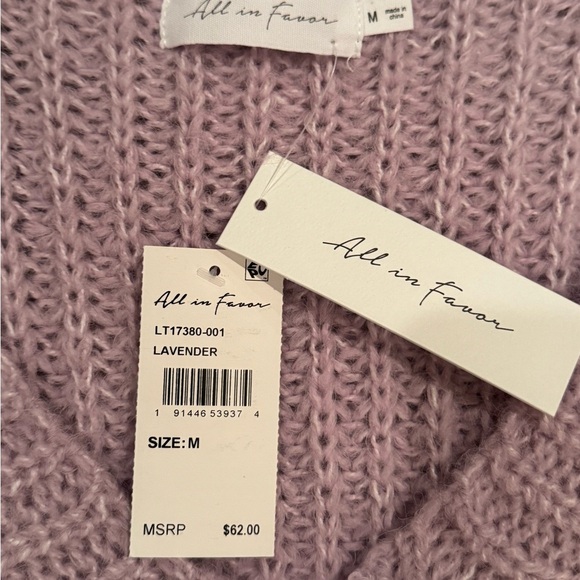 All in Favor
M
made in
china
All in Favor
All in Favor
LT17380-001
LAVENDER
1 91446 53937 4
SIZE: M
MSRP $62.00